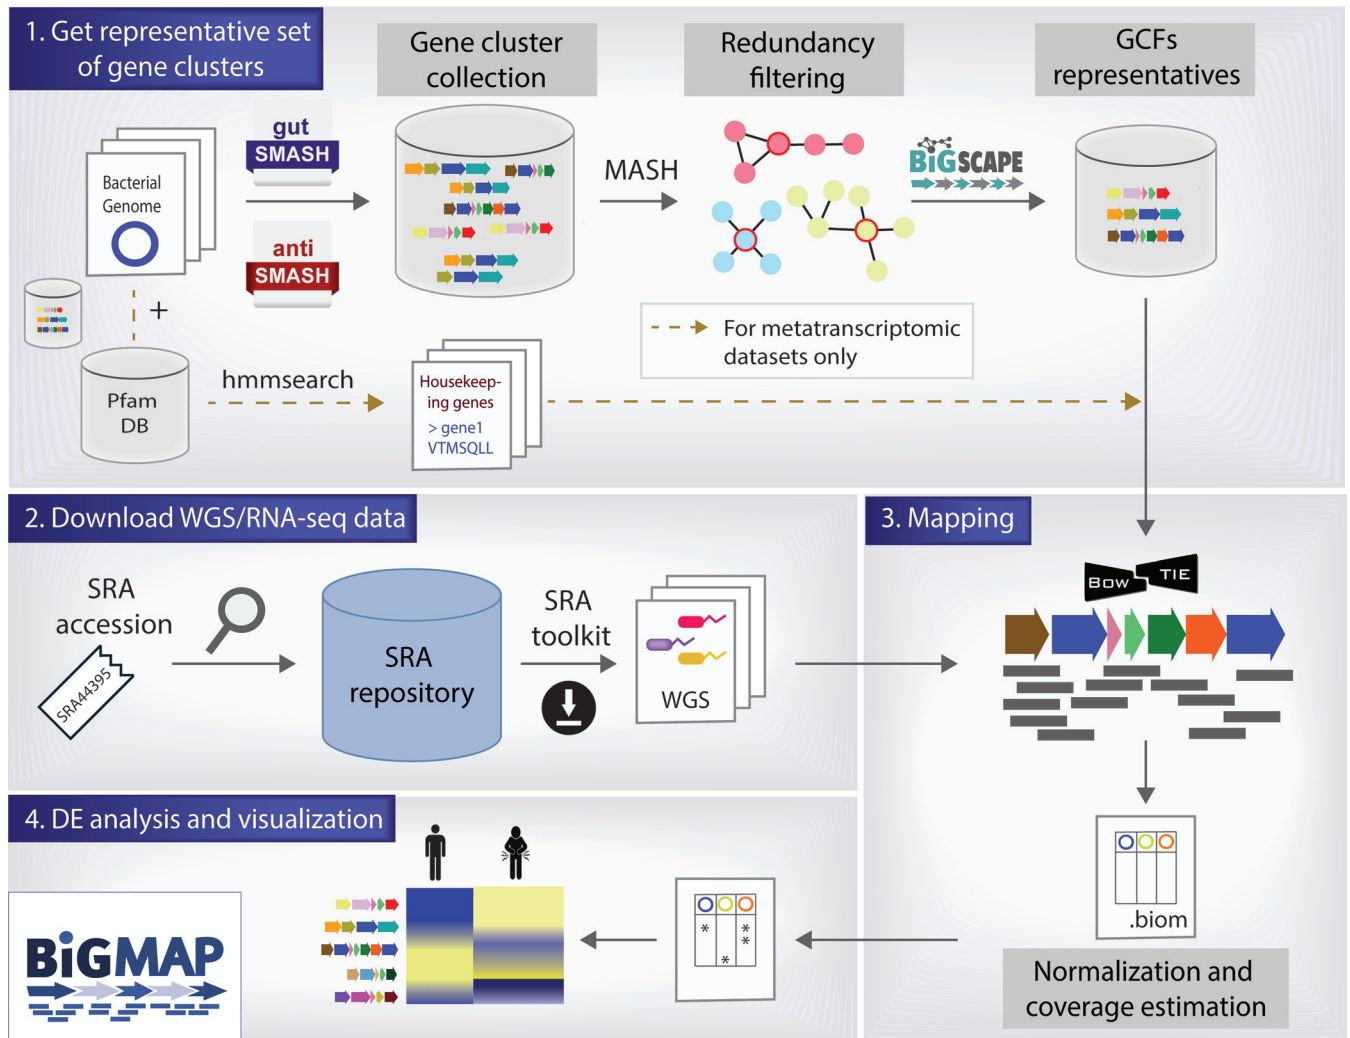 1. Get representative set
of gene clusters
Gene cluster
collection
Redundancy
filtering
GCFs
representatives
gut
SMASH
Bacterial
Genome
anti
SMASH
MASH
BiG SCAPE
+
For metatranscriptomic
datasets only
Pfam
DB
hmmsearch
Housekeep-
ing genes
> gene1
VTMSQLL
2. Download WGS/RNA-seq data
SRA
accession
SRA44395
SRA
repository
SRA
toolkit
WGS
3. Mapping
BOW TIE
.biom
Normalization and
coverage estimation
4. DE analysis and visualization
BiGMAP
*
*
*
*